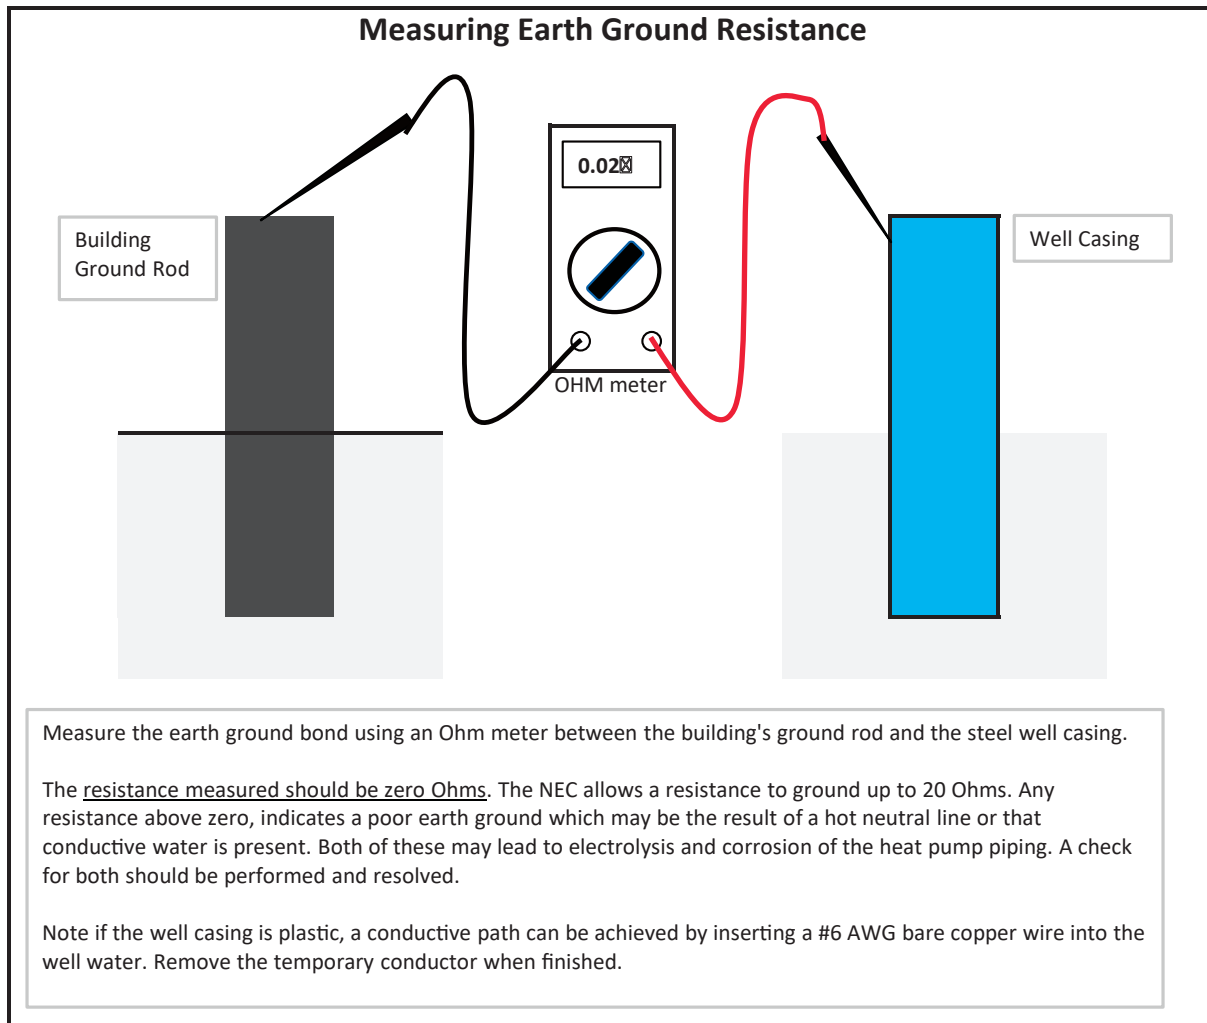 Measuring Earth Ground Resistance
0.02
Building
Ground Rod
Well Casing
OHM meter
Measure the earth ground bond using an Ohm meter between the building's ground rod and the steel well casing.
The resistance measured should be zero Ohms. The NEC allows a resistance to ground up to 20 Ohms. Any
resistance above zero, indicates a poor earth ground which may be the result of a hot neutral line or that
conductive water is present. Both of these may lead to electrolysis and corrosion of the heat pump piping. A check
for both should be performed and resolved.
Note if the well casing is plastic, a conductive path can be achieved by inserting a #6 AWG bare copper wire into the
well water. Remove the temporary conductor when finished.